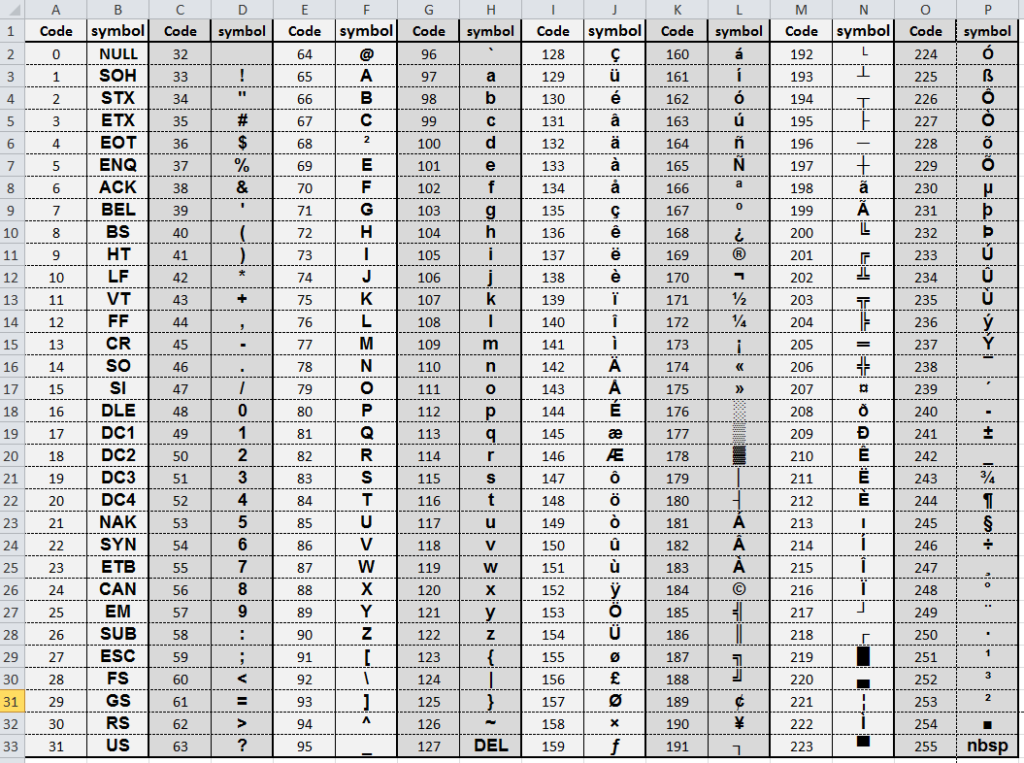 A B C D E F G H I J K L M N O P
1 Code symbol Code symbol Code symbol Code symbol Code symbol Code symbol Code symbol Code symbol
2 0 NULL 32 64 @ 96 ` 128 Ç 160 á 192 └ 224 Ó
3 1 SOH 33 ! 65 A 97 a 129 ü 161 í 193 ┴ 225 ß
4 2 STX 34 " 66 B 98 b 130 é 162 ó 194 ┬ 226 Ô
5 3 ETX 35 # 67 C 99 c 131 â 163 ú 195 ├ 227 Ò
6 4 EOT 36 $ 68 ² 100 d 132 ä 164 ñ 196 ─ 228 õ
7 5 ENQ 37 % 69 E 101 e 133 à 165 Ñ 197 ┼ 229 Õ
8 6 ACK 38 & 70 F 102 f 134 å 166 ª 198 ã 230 µ
9 7 BEL 39 ' 71 G 103 g 135 ç 167 º 199 Ã 231 þ
10 8 BS 40 ( 72 H 104 h 136 ê 168 ¿ 200 ╚ 232 Þ
11 9 HT 41 ) 73 I 105 i 137 ë 169 ® 201 ╔ 233 Ú
12 10 LF 42 * 74 J 106 j 138 è 170 ¬ 202 ╩ 234 Û
13 11 VT 43 + 75 K 107 k 139 ï 171 ½ 203 ╦ 235 Ù
14 12 FF 44 , 76 L 108 l 140 î 172 ¼ 204 ╠ 236 ý
15 13 CR 45 - 77 M 109 m 141 ì 173 ¡ 205 ═ 237 Ý
16 14 SO 46 . 78 N 110 n 142 Ä 174 « 206 ╬ 238 ¯
17 15 SI 47 / 79 O 111 o 143 Å 175 » 207 ¤ 239 ´
18 16 DLE 48 0 80 P 112 p 144 É 176 ░ 208 ð 240 -
19 17 DC1 49 1 81 Q 113 q 145 æ 177 ▒ 209 Ð 241 ±
20 18 DC2 50 2 82 R 114 r 146 Æ 178 ▓ 210 Ê 242 _
21 19 DC3 51 3 83 S 115 s 147 ô 179 │ 211 Ë 243 ¾
22 20 DC4 52 4 84 T 116 t 148 ö 180 ┤ 212 È 244 ¶
23 21 NAK 53 5 85 U 117 u 149 ò 181 Á 213 ı 245 §
24 22 SYN 54 6 86 V 118 v 150 û 182 Â 214 Í 246 ÷
25 23 ETB 55 7 87 W 119 w 151 ù 183 À 215 Î 247 ¸
26 24 CAN 56 8 88 X 120 x 152 ÿ 184 © 216 Ï 248 °
27 25 EM 57 9 89 Y 121 y 153 Ö 185 ╣ 217 ┘ 249 ¨
28 26 SUB 58 : 90 Z 122 z 154 Ü 186 ║ 218 ┌ 250 ·
29 27 ESC 59 ; 91 [ 123 { 155 ø 187 ╗ 219 █ 251 ¹
30 28 FS 60 < 92 \ 124 | 156 £ 188 ╝ 220 ▄ 252 ³
31 29 GS 61 = 93 ] 125 } 157 Ø 189 ¢ 221 ¦ 253 ²
32 30 RS 62 > 94 ^ 126 ~ 158 × 190 ¥ 222 Ì 254 ■
33 31 US 63 ? 95 _ 127 DEL 159 ƒ 191 ┐ 223 ▀ 255 nbsp